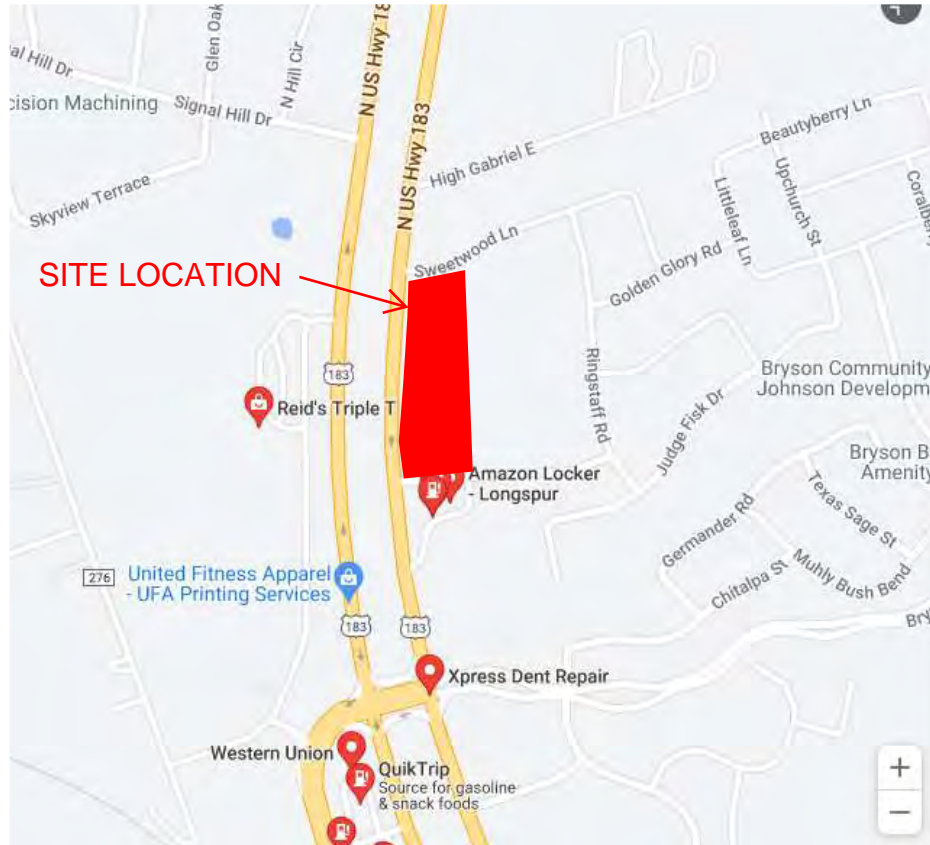 Glen Oak
N Hill Cir
N US Hwy 18
al Hill Dr
cision Machining
Signal Hill Dr
N US Hwy 183
High Gabriel E
Beautyberry Ln
Littleleaf Ln
Upchurch St
Coralberry
Skyview Terrace
SITE LOCATION
Sweetwood Ln
Golden Glory Rd
183
Reid's Triple T
Ringstaff Rd
Judge Fisk Dr
Bryson Community
Johnson Developm
Amazon Locker
- Longspur
Bryson B
Amenity
Germander Rd
Texas Sage St
Muhly Bush Bend
Chitalpa St
276
United Fitness Apparel
- UFA Printing Services
183
183
Bry
Xpress Dent Repair
Western Union
QuikTrip
Source for gasoline
& snack foods
+
−